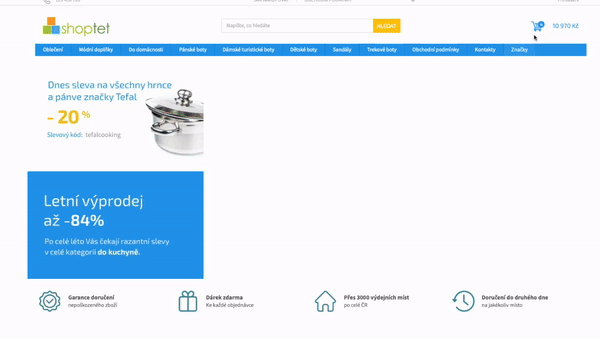 shoptet
Napište, co hledáte
HLEDAT
10 970 Kč
Oblečení Módní doplňky Do domácnosti Pánské boty Dámské turistické boty Dětské boty Sandály Trekové boty Obchodní podmínky Kontakty Značky
Dnes sleva na všechny hrnce
a pánve značky Tefal
- 20 %
Slevový kód: tefalcooking
Letní výprodej
až -84%
Po celé léto Vás čekají razantní slevy
v celé kategorii do kuchyně.
Garance doručení
nepoškozeného zboží
Dárek zdarma
Ke každé objednávce
Přes 3000 výdejních míst
po celé ČR
Doručení do druhého dne
na jakékoliv místo